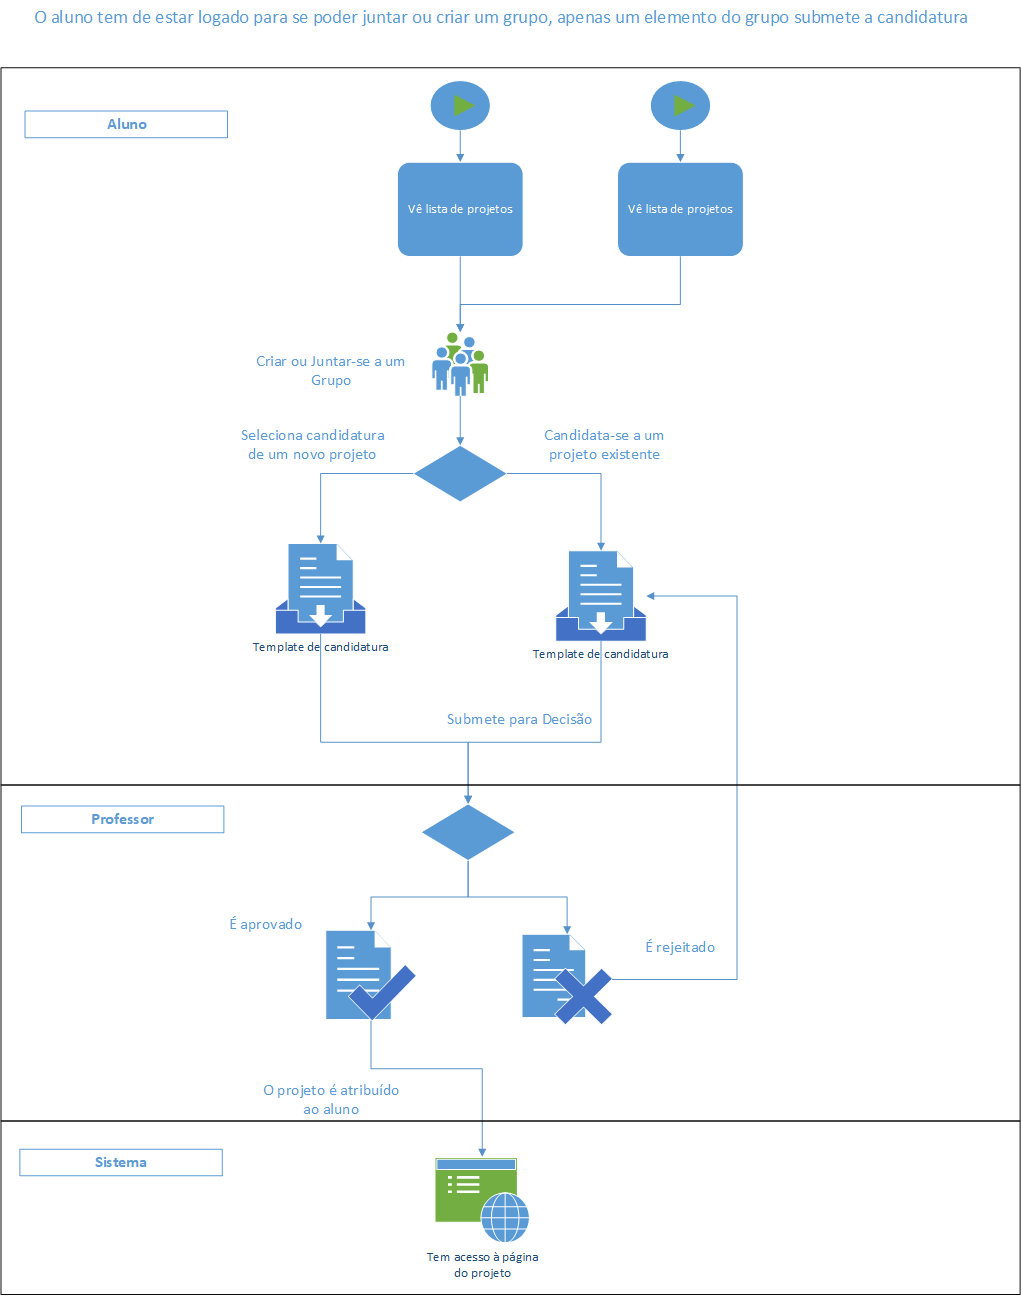 O aluno tem de estar logado para se poder juntar ou criar um grupo, apenas um elemento do grupo submete a candidatura
Aluno
Vê lista de projetos
Vê lista de projetos
Criar ou Juntar-se a um
Grupo
Seleciona candidatura
de um novo projeto
Candidata-se a um
projeto existente
Template de candidatura
Template de candidatura
Submete para Decisão
Professor
É aprovado
É rejeitado
O projeto é atribuído
ao aluno
Sistema
Tem acesso à página
do projeto